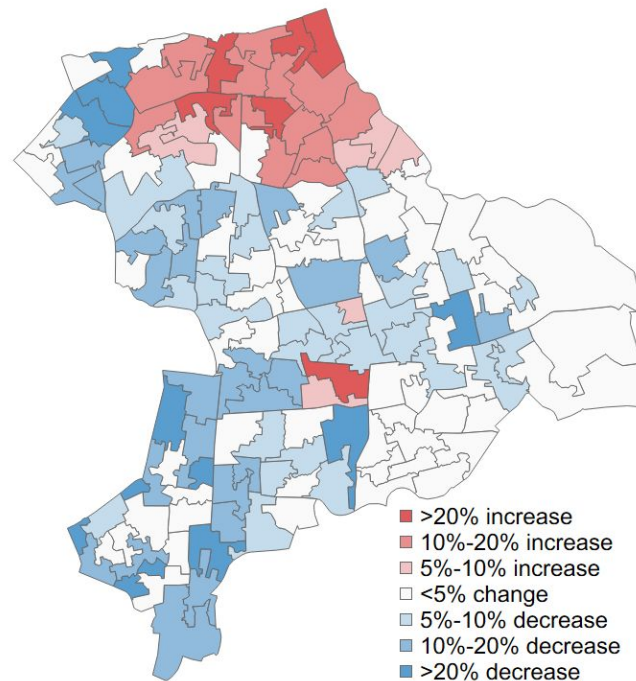 >20% increase
10%-20% increase
5%-10% increase
<5% change
5%-10% decrease
10%-20% decrease
>20% decrease